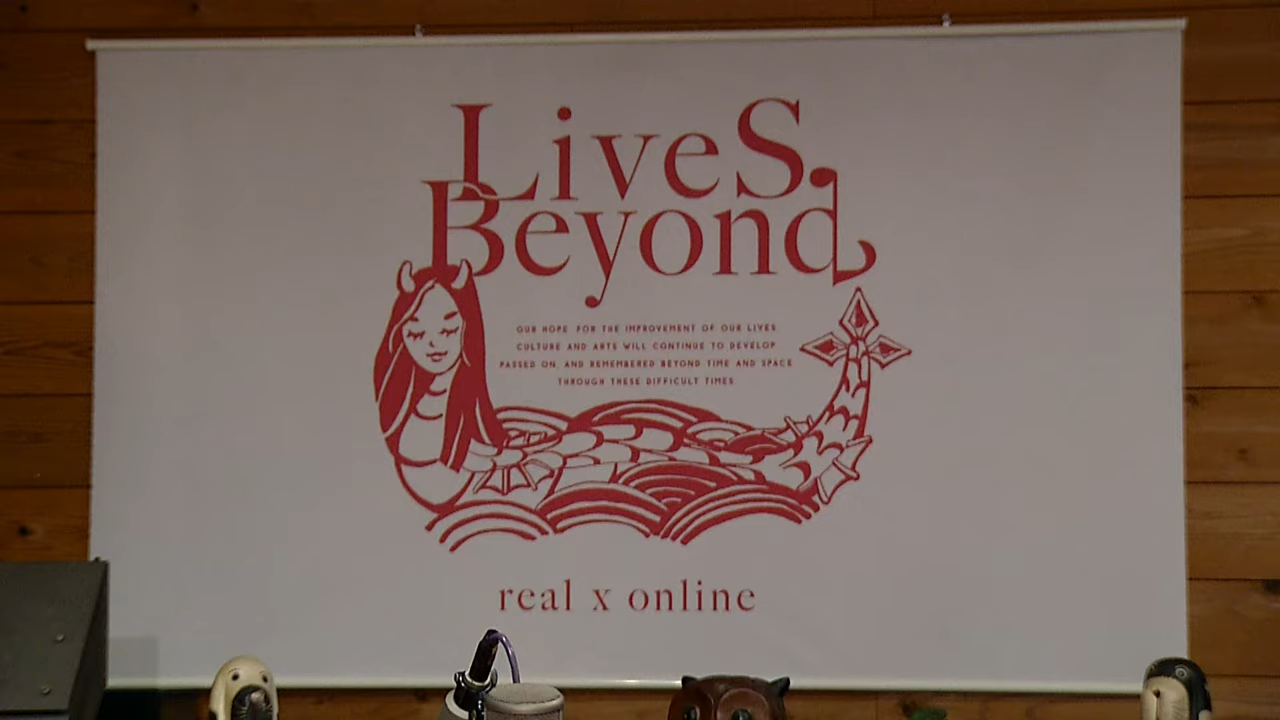 LiveS
Beyond
OUR HOPE FOR THE IMPROVEMENT OF OUR LIVES
CULTURE AND ARTS WILL CONTINUE TO DEVELOP
PASSED ON, AND REMEMBERED BEYOND TIME AND SPACE
THROUGH THESE DIFFICULT TIMES
real x online